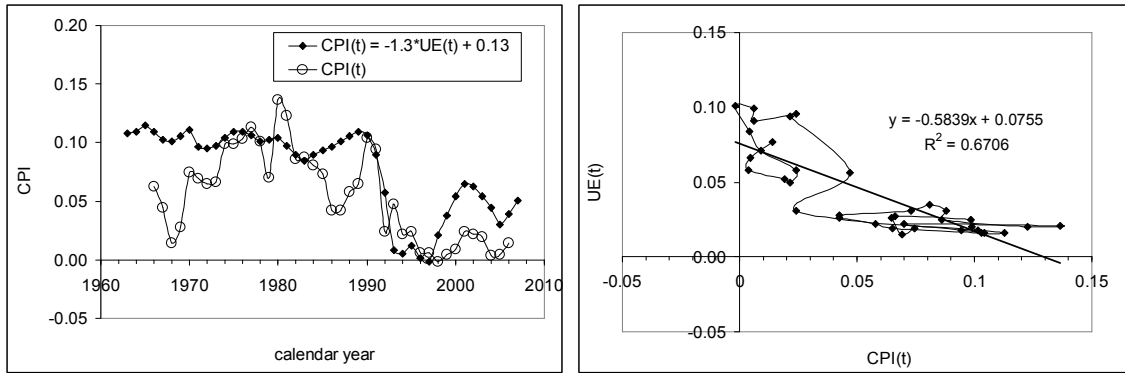 0.20
0.15
0.10
0.05
0.00
-0.05
CPI
CPI(t) = -1.3*UE(t) + 0.13
CPI(t)
1960 1970 1980 1990 2000 2010
calendar year
0.15
0.10
0.05
0.00
-0.05
UE(t)
y = -0.5839x + 0.0755
R² = 0.6706
-0.05 0 0.05 0.10 0.15
CPI(t)